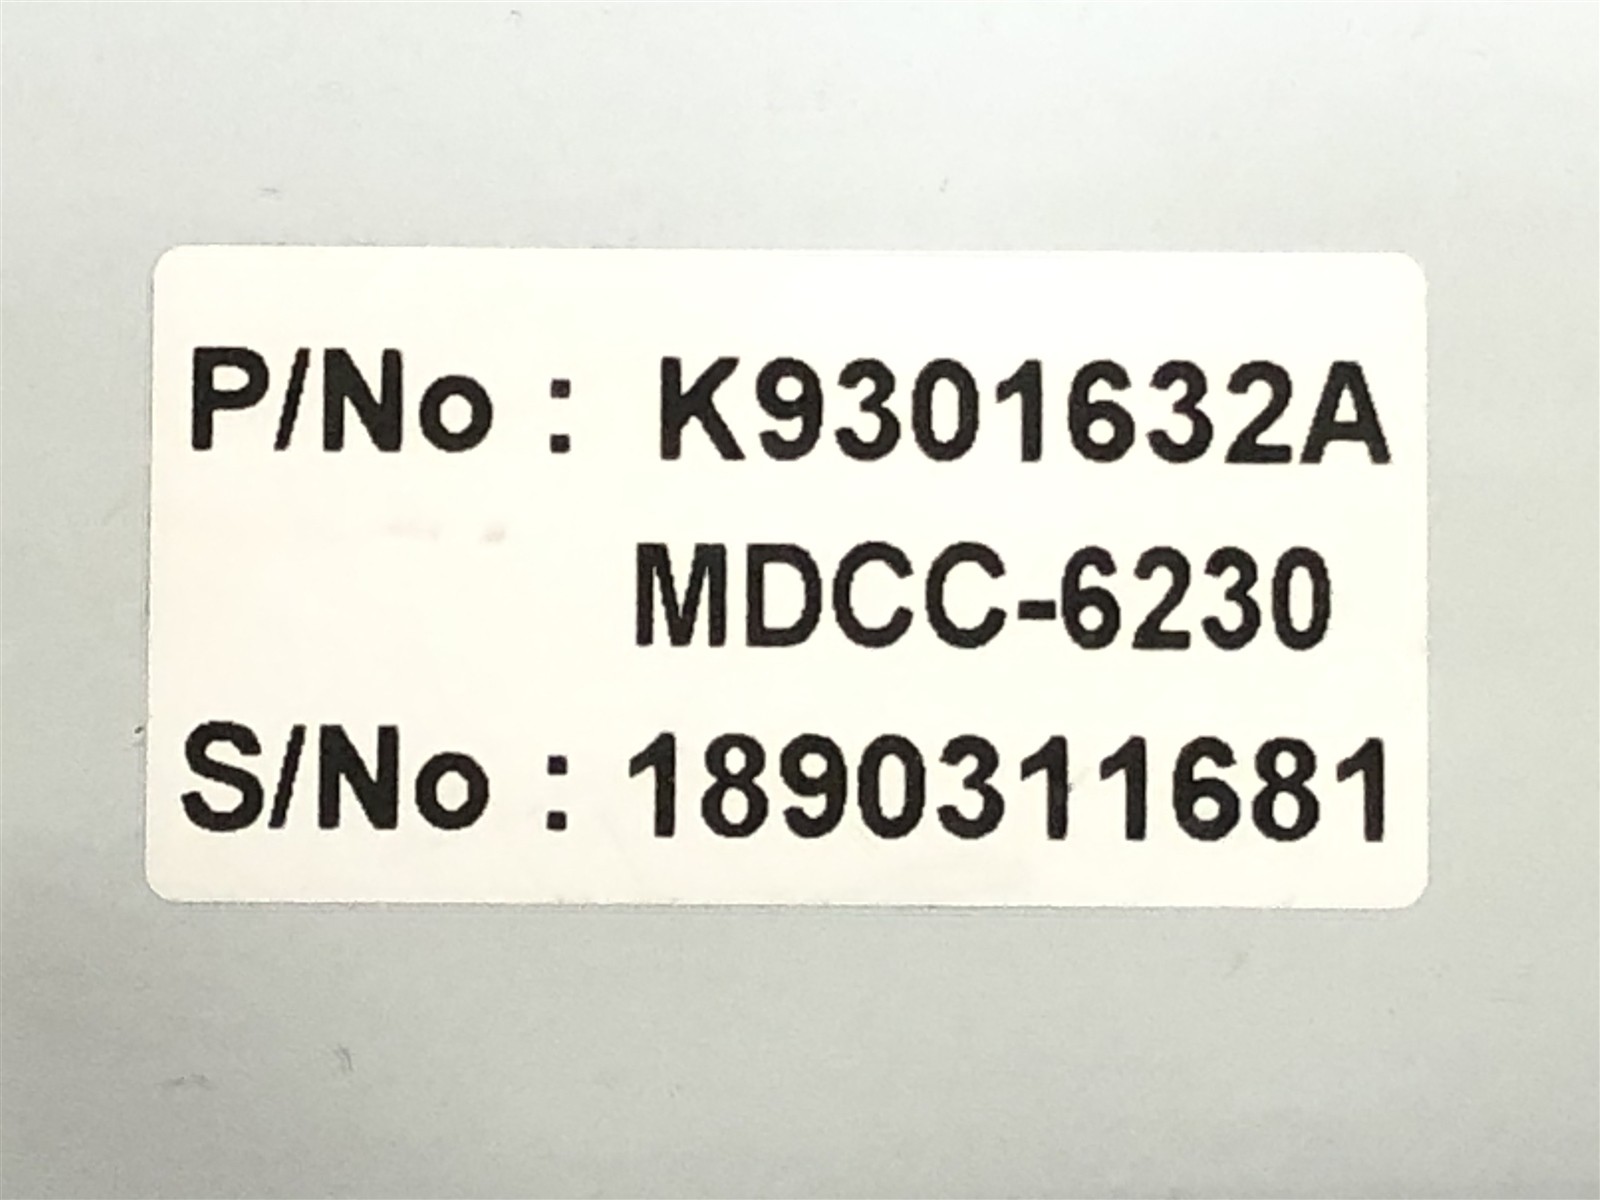 P/No : K9301632A
MDCC-6230
S/No : 1890311681